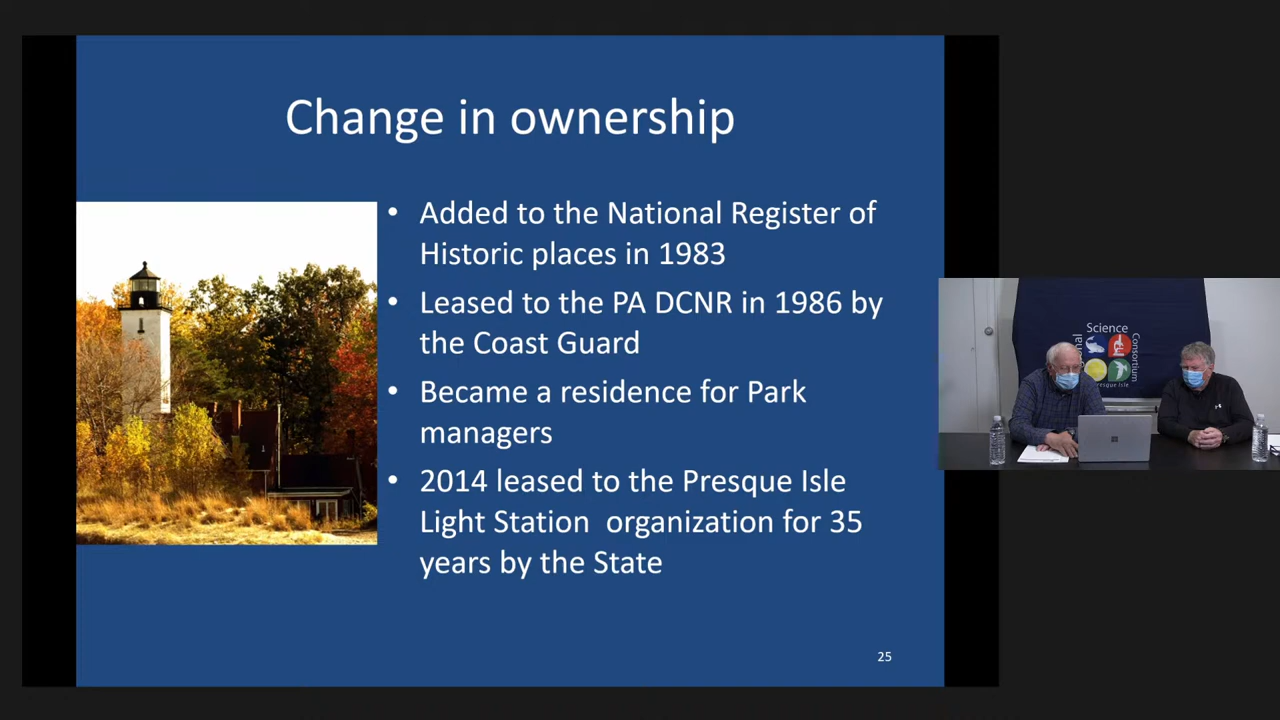 Change in ownership
• Added to the National Register of
Historic places in 1983
• Leased to the PA DCNR in 1986 by
the Coast Guard
• Became a residence for Park
managers
• 2014 leased to the Presque Isle
Light Station organization for 35
years by the State
25
Science
Consortium